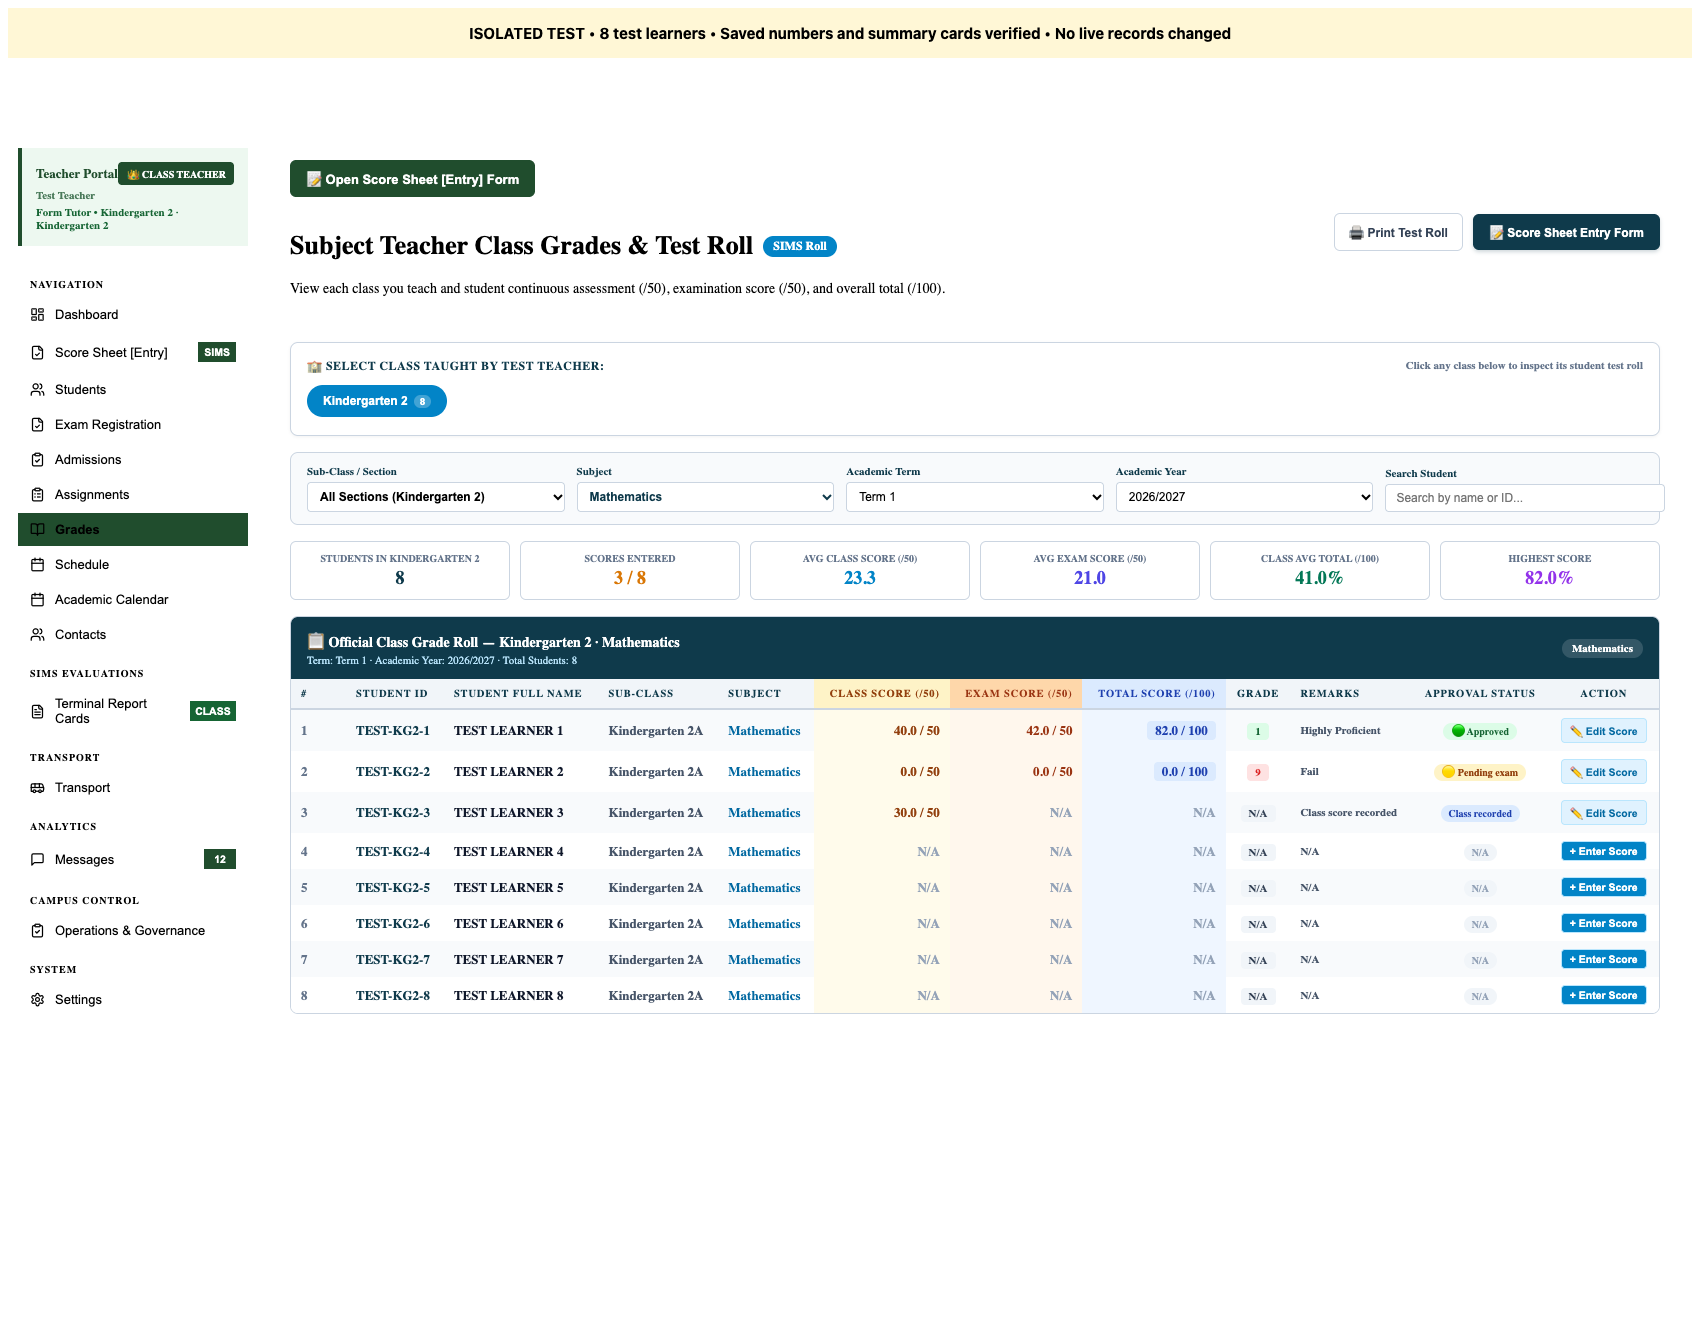 ISOLATED TEST • 8 test learners • Saved numbers and summary cards verified • No live records changed
Teacher Portal
👑 CLASS TEACHER
Test Teacher
Form Tutor • Kindergarten 2 ·
Kindergarten 2
NAVIGATION
Dashboard
Score Sheet [Entry] SIMS
Students
Exam Registration
Admissions
Assignments
Grades
Schedule
Academic Calendar
Contacts
SIMS EVALUATIONS
Terminal Report
Cards
CLASS
TRANSPORT
Transport
ANALYTICS
Messages 12
CAMPUS CONTROL
Operations & Governance
SYSTEM
Settings
📝 Open Score Sheet [Entry] Form
Subject Teacher Class Grades & Test Roll SIMS Roll
🖨️ Print Test Roll
📝 Score Sheet Entry Form
View each class you teach and student continuous assessment (/50), examination score (/50), and overall total (/100).
🏫 SELECT CLASS TAUGHT BY TEST TEACHER:
Click any class below to inspect its student test roll
Kindergarten 2 8
Sub-Class / Section
All Sections (Kindergarten 2)
Subject
Mathematics
Academic Term
Term 1
Academic Year
2026/2027
Search Student
Search by name or ID...
STUDENTS IN KINDERGARTEN 2
8
SCORES ENTERED
3 / 8
AVG CLASS SCORE (/50)
23.3
AVG EXAM SCORE (/50)
21.0
CLASS AVG TOTAL (/100)
41.0%
HIGHEST SCORE
82.0%
📋 Official Class Grade Roll — Kindergarten 2 · Mathematics
Term: Term 1 · Academic Year: 2026/2027 · Total Students: 8
Mathematics
# STUDENT ID STUDENT FULL NAME SUB-CLASS SUBJECT CLASS SCORE (/50) EXAM SCORE (/50) TOTAL SCORE (/100) GRADE REMARKS APPROVAL STATUS ACTION
1 TEST-KG2-1 TEST LEARNER 1 Kindergarten 2A Mathematics 40.0 / 50 42.0 / 50 82.0 / 100 1 Highly Proficient 🟢 Approved ✏️ Edit Score
2 TEST-KG2-2 TEST LEARNER 2 Kindergarten 2A Mathematics 0.0 / 50 0.0 / 50 0.0 / 100 9 Fail 🟡 Pending exam ✏️ Edit Score
3 TEST-KG2-3 TEST LEARNER 3 Kindergarten 2A Mathematics 30.0 / 50 N/A N/A N/A Class score recorded Class recorded ✏️ Edit Score
4 TEST-KG2-4 TEST LEARNER 4 Kindergarten 2A Mathematics N/A N/A N/A N/A N/A N/A + Enter Score
5 TEST-KG2-5 TEST LEARNER 5 Kindergarten 2A Mathematics N/A N/A N/A N/A N/A N/A + Enter Score
6 TEST-KG2-6 TEST LEARNER 6 Kindergarten 2A Mathematics N/A N/A N/A N/A N/A N/A + Enter Score
7 TEST-KG2-7 TEST LEARNER 7 Kindergarten 2A Mathematics N/A N/A N/A N/A N/A N/A + Enter Score
8 TEST-KG2-8 TEST LEARNER 8 Kindergarten 2A Mathematics N/A N/A N/A N/A N/A N/A + Enter Score